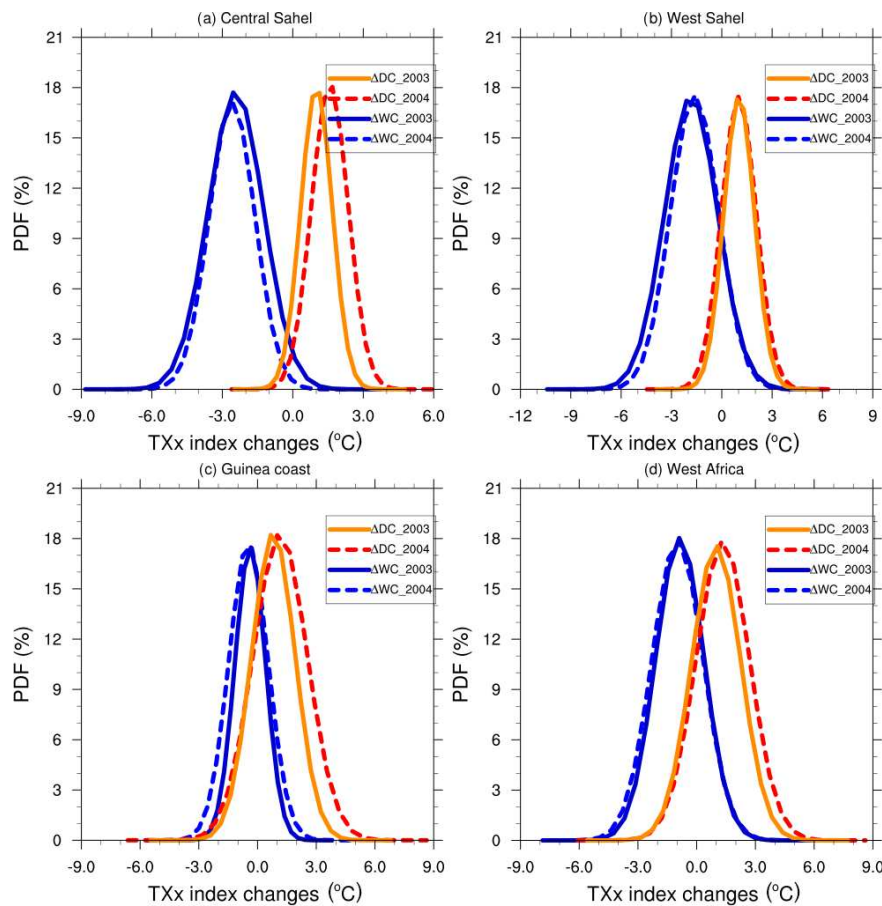 (a) Central Sahel
21
18
15
12
9
6
3
0
PDF (%)
ΔDC_2003
ΔDC_2004
ΔWC_2003
ΔWC_2004
-9.0 -6.0 -3.0 0.0 3.0 6.0
TXx index changes (°C)
(b) West Sahel
21
18
15
12
9
6
3
0
PDF (%)
ΔDC_2003
ΔDC_2004
ΔWC_2003
ΔWC_2004
-12 -9 -6 -3 0 3 6 9
TXx index changes (°C)
(c) Guinea coast
21
18
15
12
9
6
3
0
PDF (%)
ΔDC_2003
ΔDC_2004
ΔWC_2003
ΔWC_2004
-9.0 -6.0 -3.0 0.0 3.0 6.0 9.0
TXx index changes (°C)
(d) West Africa
21
18
15
12
9
6
3
0
PDF (%)
ΔDC_2003
ΔDC_2004
ΔWC_2003
ΔWC_2004
-9.0 -6.0 -3.0 0.0 3.0 6.0 9.0
TXx index changes (°C)